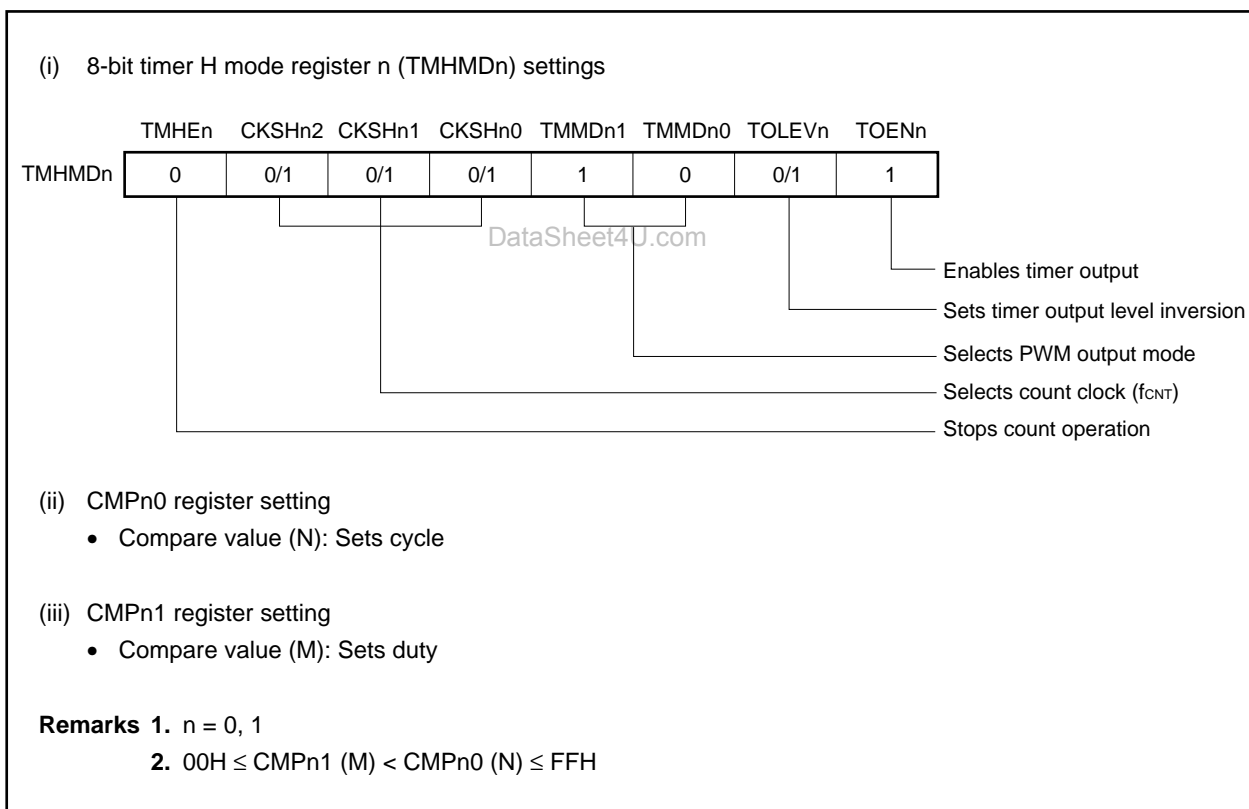 (i) 8-bit timer H mode register n (TMHMDn) settings
TMHEn CKSHn2 CKSHn1 CKSHn0 TMMDn1 TMMDn0 TOLEVn TOENn
TMHMDn 0 0/1 0/1 0/1 1 0 0/1 1
DataSheet4U.com
Enables timer output
Sets timer output level inversion
Selects PWM output mode
Selects count clock (fCNT)
Stops count operation
(ii) CMPn0 register setting
• Compare value (N): Sets cycle
(iii) CMPn1 register setting
• Compare value (M): Sets duty
Remarks 1. n = 0, 1
2. 00H ≤ CMPn1 (M) < CMPn0 (N) ≤ FFH